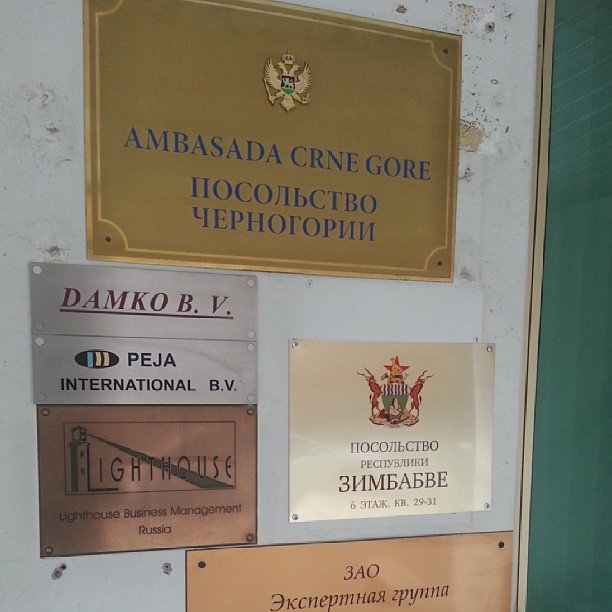 AMBASADA CRNE GORE
ПОСОЛЬСТВО
ЧЕРНОГОРИИ
DAMKO B. V.
PEJA
INTERNATIONAL B.V.
LIGHTHOUSE
Lighthouse Business Management
Russia
ПОСОЛЬСТВО
РЕСПУБЛИКИ
ЗИМБАБВЕ
6 ЭТАЖ. КВ. 29-31
ЗАО
Экспертная группа